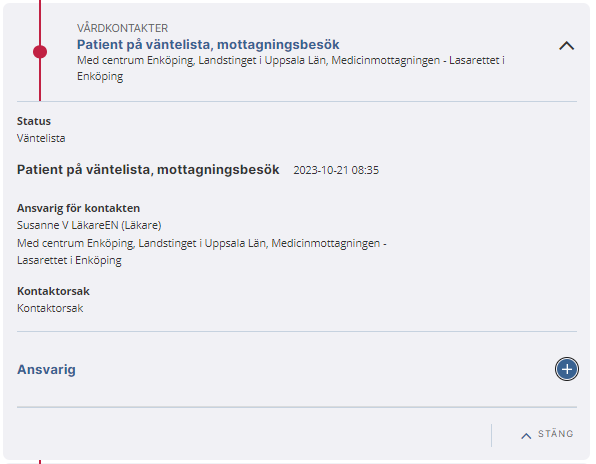 VÅRDKONTAKTER
Patient på väntelista, mottagningsbesök
Med centrum Enköping, Landstinget i Uppsala Län, Medicinmottagningen - Lasarettet i
Enköping
Status
Väntelista
Patient på väntelista, mottagningsbesök 2023-10-21 08:35
Ansvarig för kontakten
Susanne V LäkareEN (Läkare)
Med centrum Enköping, Landstinget i Uppsala Län, Medicinmottagningen -
Lasarettet i Enköping
Kontaktorsak
Kontaktorsak
Ansvarig
STÄNG